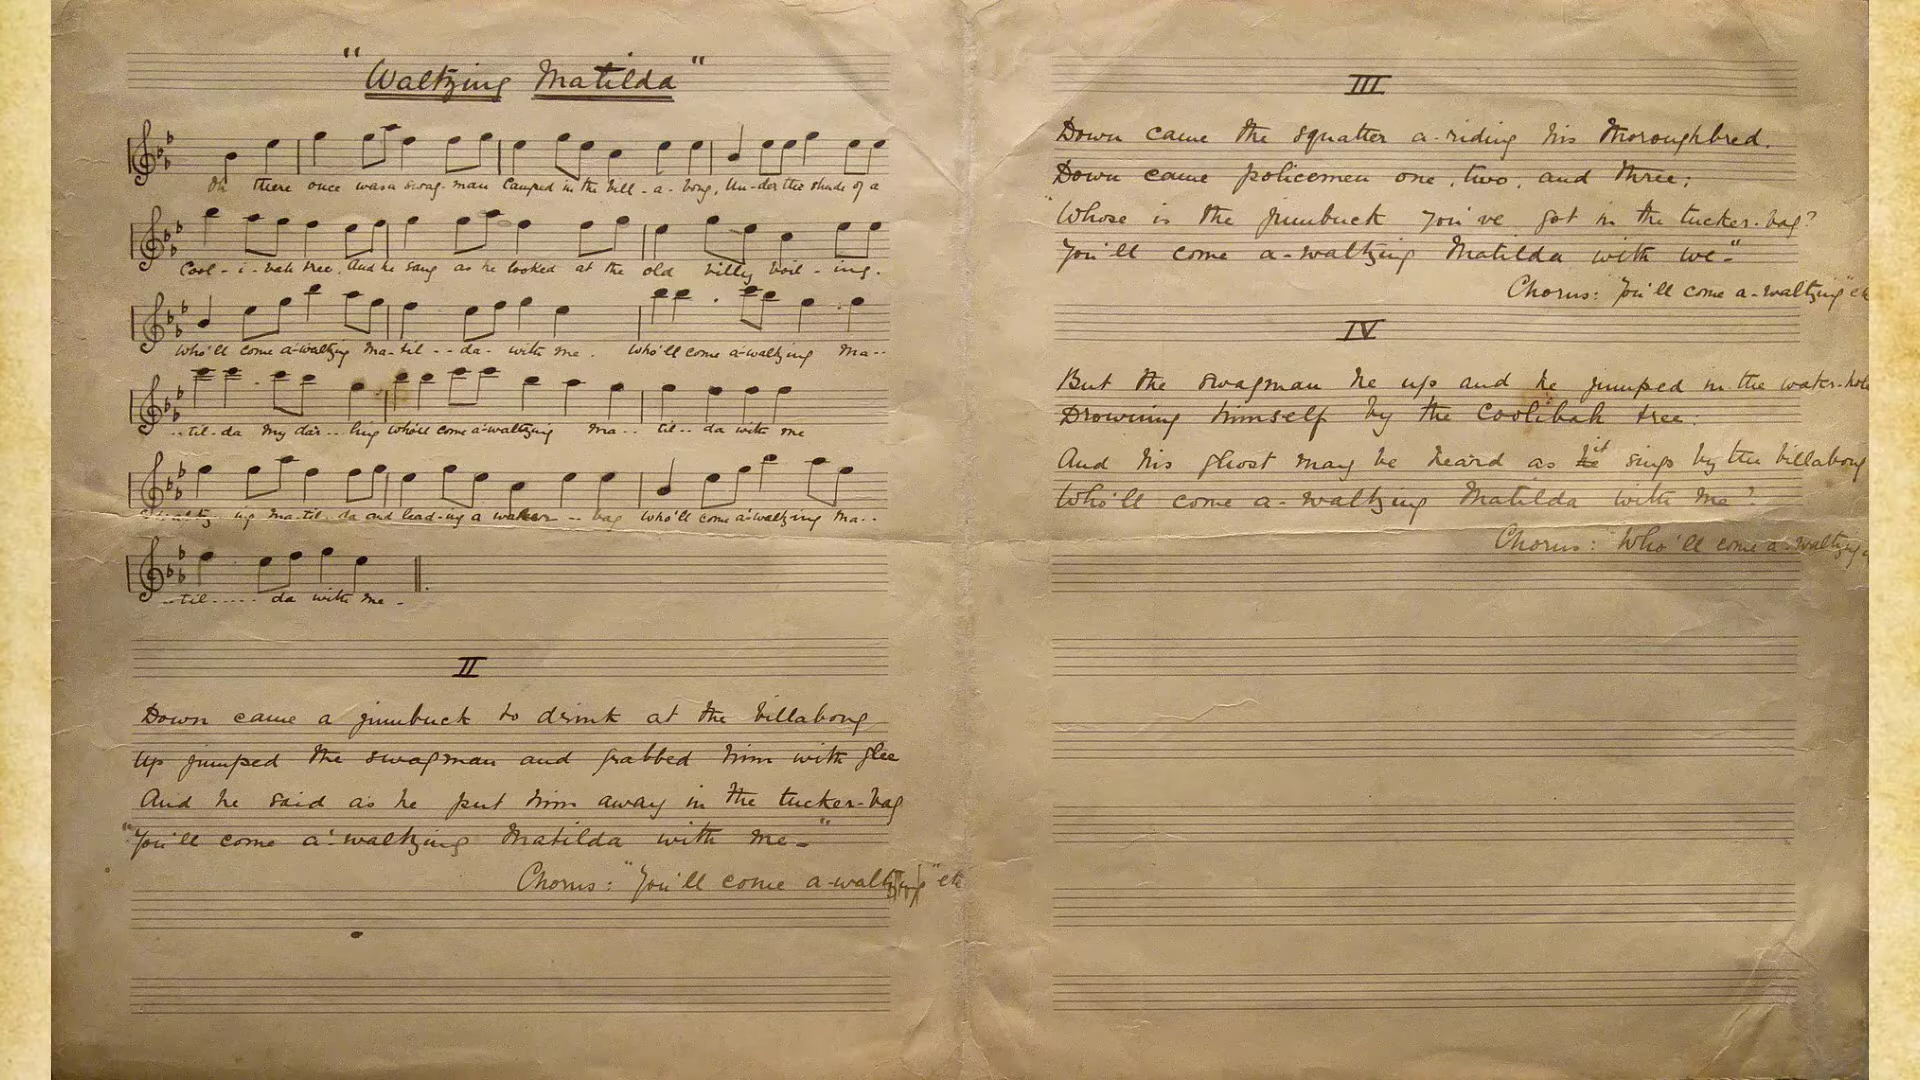 "Waltzing Matilda"
Oh there once was a swag-man camped in the bill-a-bong, Un-der the shade of a
Cool-i-bah tree, And he sang as he looked at the old billy boil-ing.
Who'll come a-waltzing Ma-til--da- with me. Who'll come a-waltzing Ma--
--til-da my dar--ling who'll come a-waltzing Ma-- til--da with me
Waltz-ing Ma-til-da and lead-ing a water--bag Who'll come a-waltzing Ma--
--til-----da with me-
II
Down came a jumbuck to drink at the billabong
Up jumped the swagman and grabbed him with glee
And he said as he put him away in the tucker-bag
"You'll come a-waltzing Matilda with me-"
Chorus: "You'll come a-waltzing" etc
III
Down came the squatter a-riding his thoroughbred.
Down came policemen one, two, and three;
"Whose is the jumbuck you've got in the tucker-bag?
You'll come a-waltzing Matilda with we-"
Chorus: "You'll come a-waltzing"
IV
But the swagman he up and he jumped in the water-hole
Drowning himself by the Coolibah tree:
And his ghost may be heard as he it sings by the billabong
Who'll come a-waltzing Matilda with me?
Chorus: "Who'll come a-waltzing